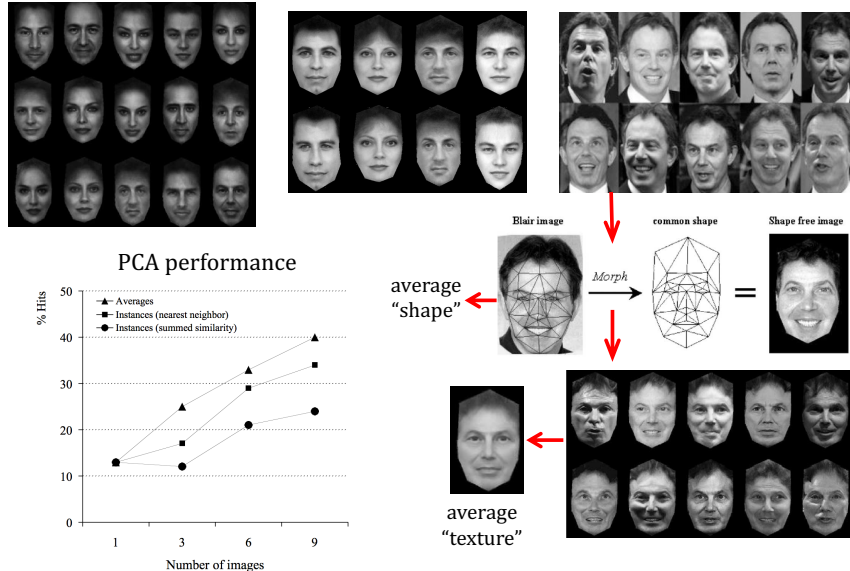 Blair image
common shape
Shape free image
Morph
=
average
“shape”
PCA performance
% Hits
50
40
30
20
10
0
Averages
Instances (nearest neighbor)
Instances (summed similarity)
1
3
6
9
Number of images
average
“texture”